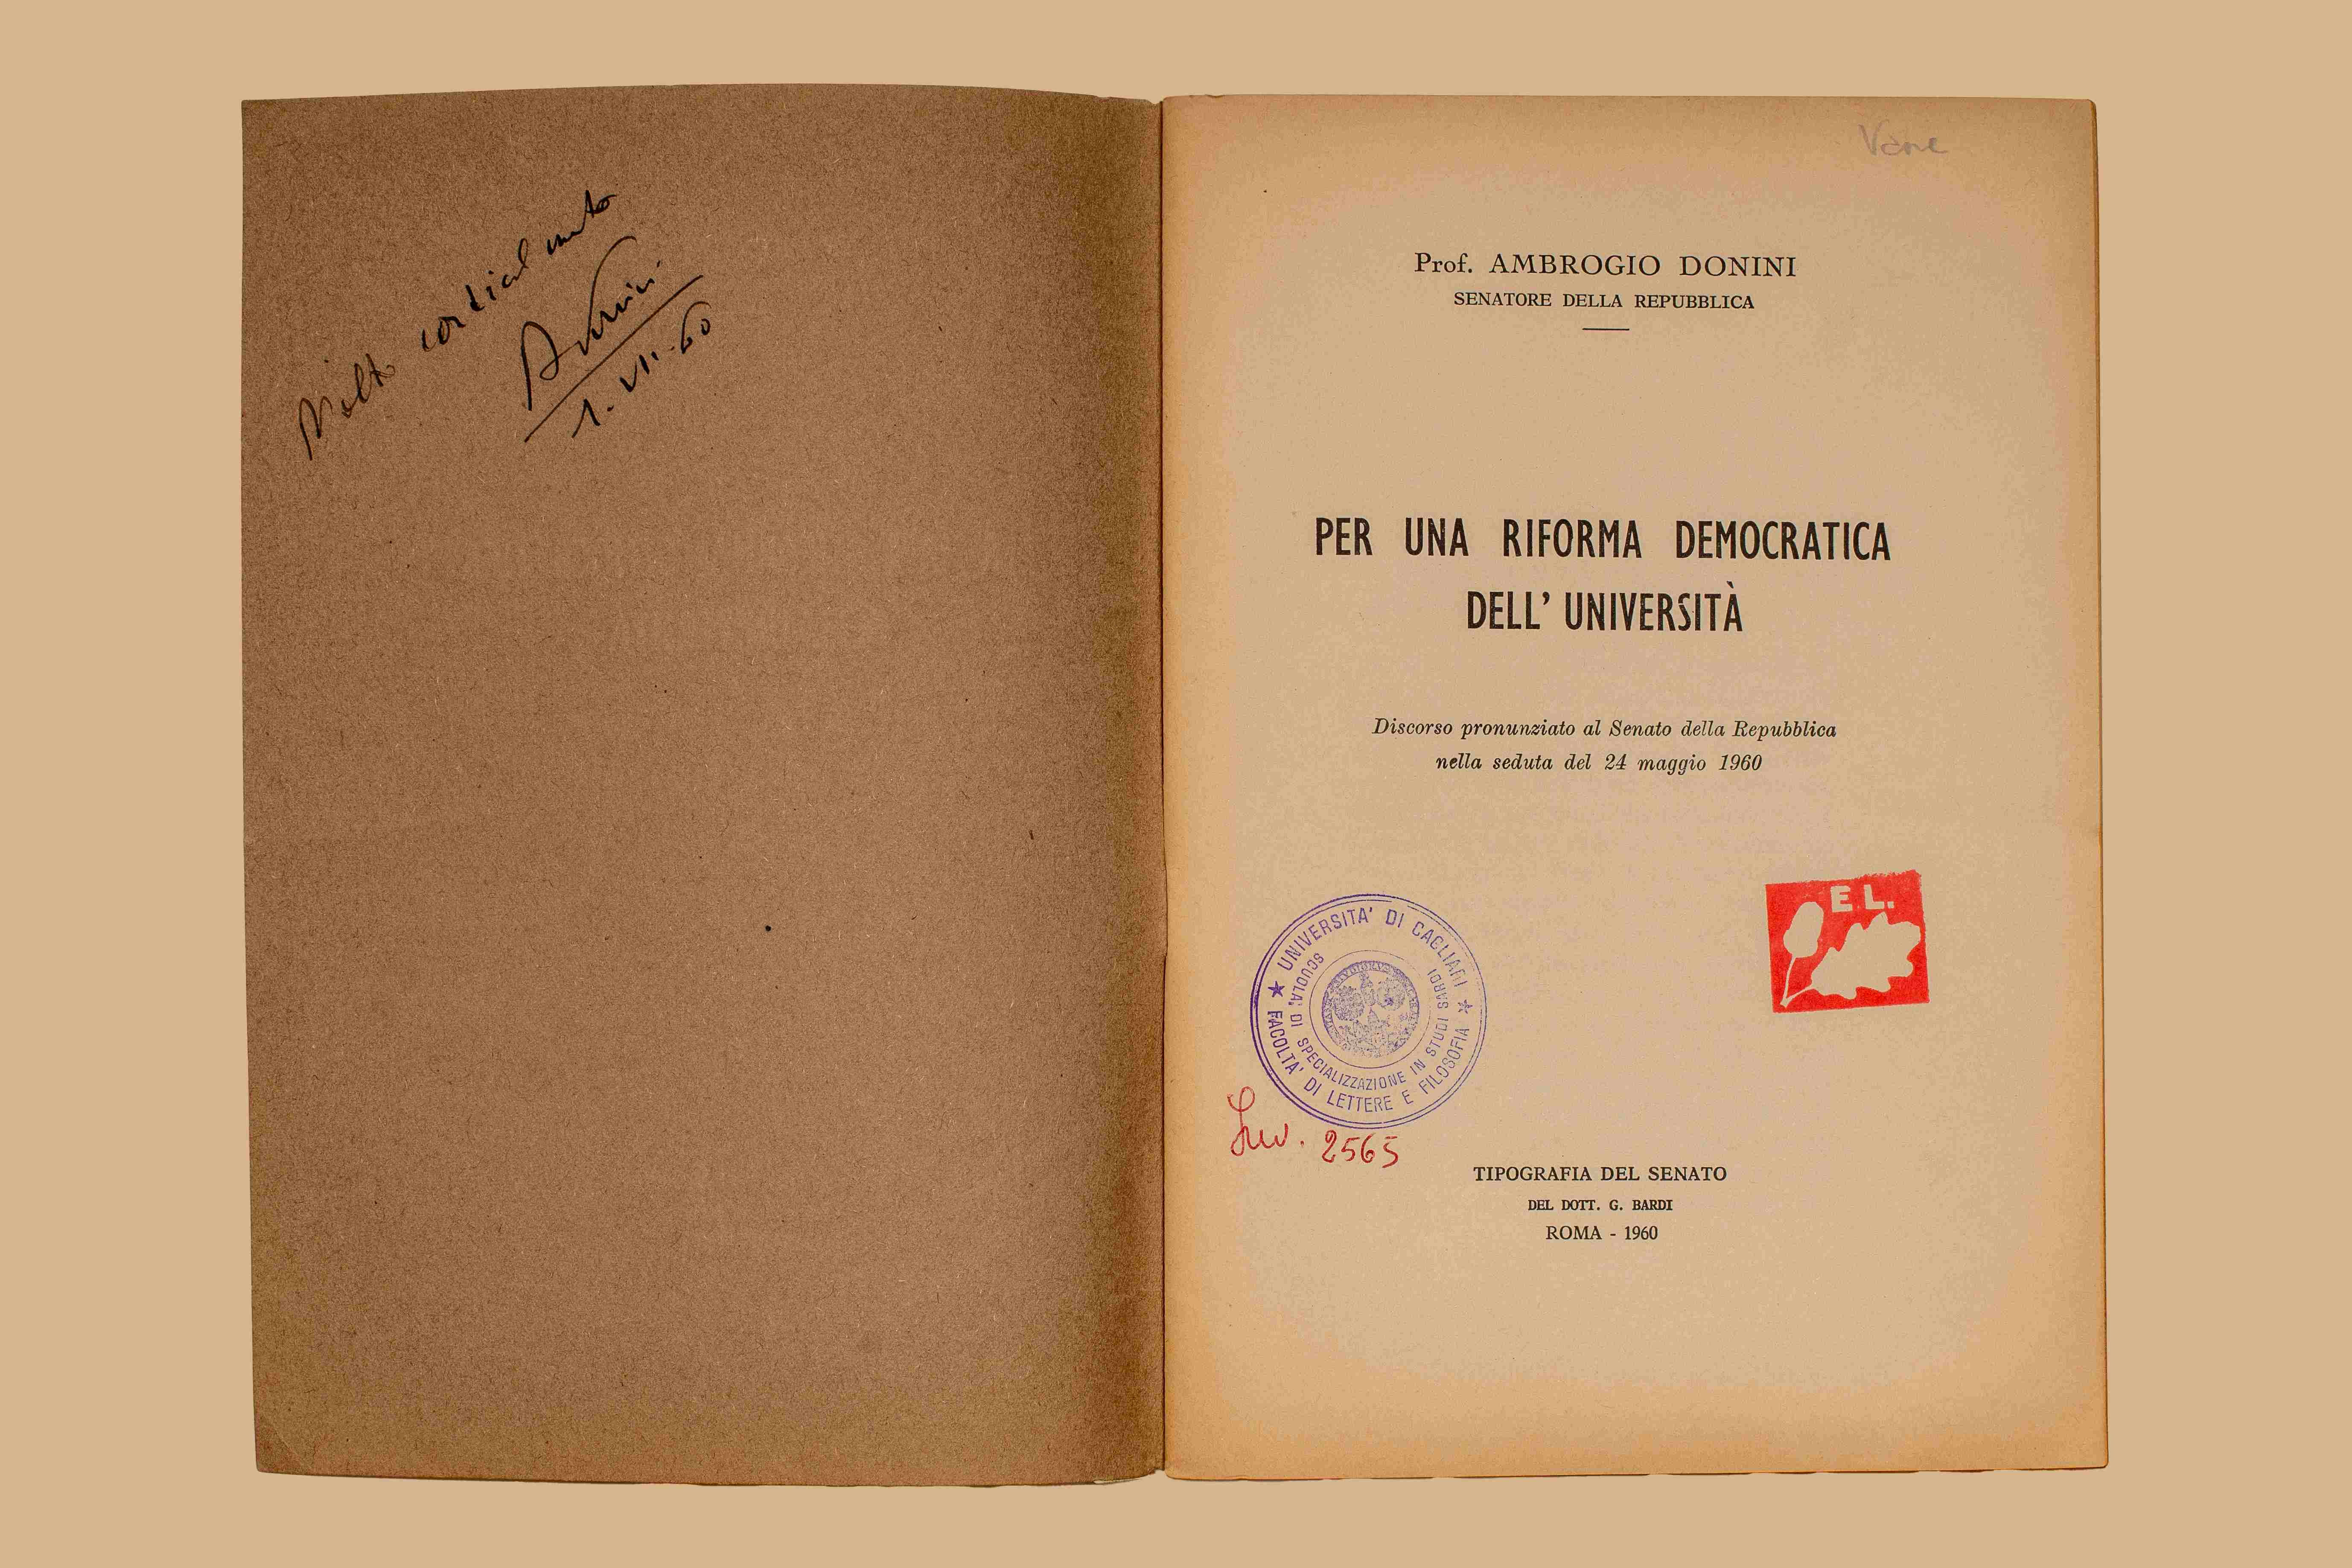 Molto cordialmente
Donini
1. VII. 60
Prof. AMBROGIO DONINI
SENATORE DELLA REPUBBLICA
PER UNA RIFORMA DEMOCRATICA
DELL' UNIVERSITÀ
Discorso pronunziato al Senato della Repubblica
nella seduta del 24 maggio 1960
E.L.
★ UNIVERSITA' DI CAGLIARI ★
FACOLTA' DI LETTERE E FILOSOFIA
SCUOLA DI SPECIALIZZAZIONE IN STUDI SARDI
Inv. 2565
TIPOGRAFIA DEL SENATO
DEL DOTT. G. BARDI
ROMA - 1960